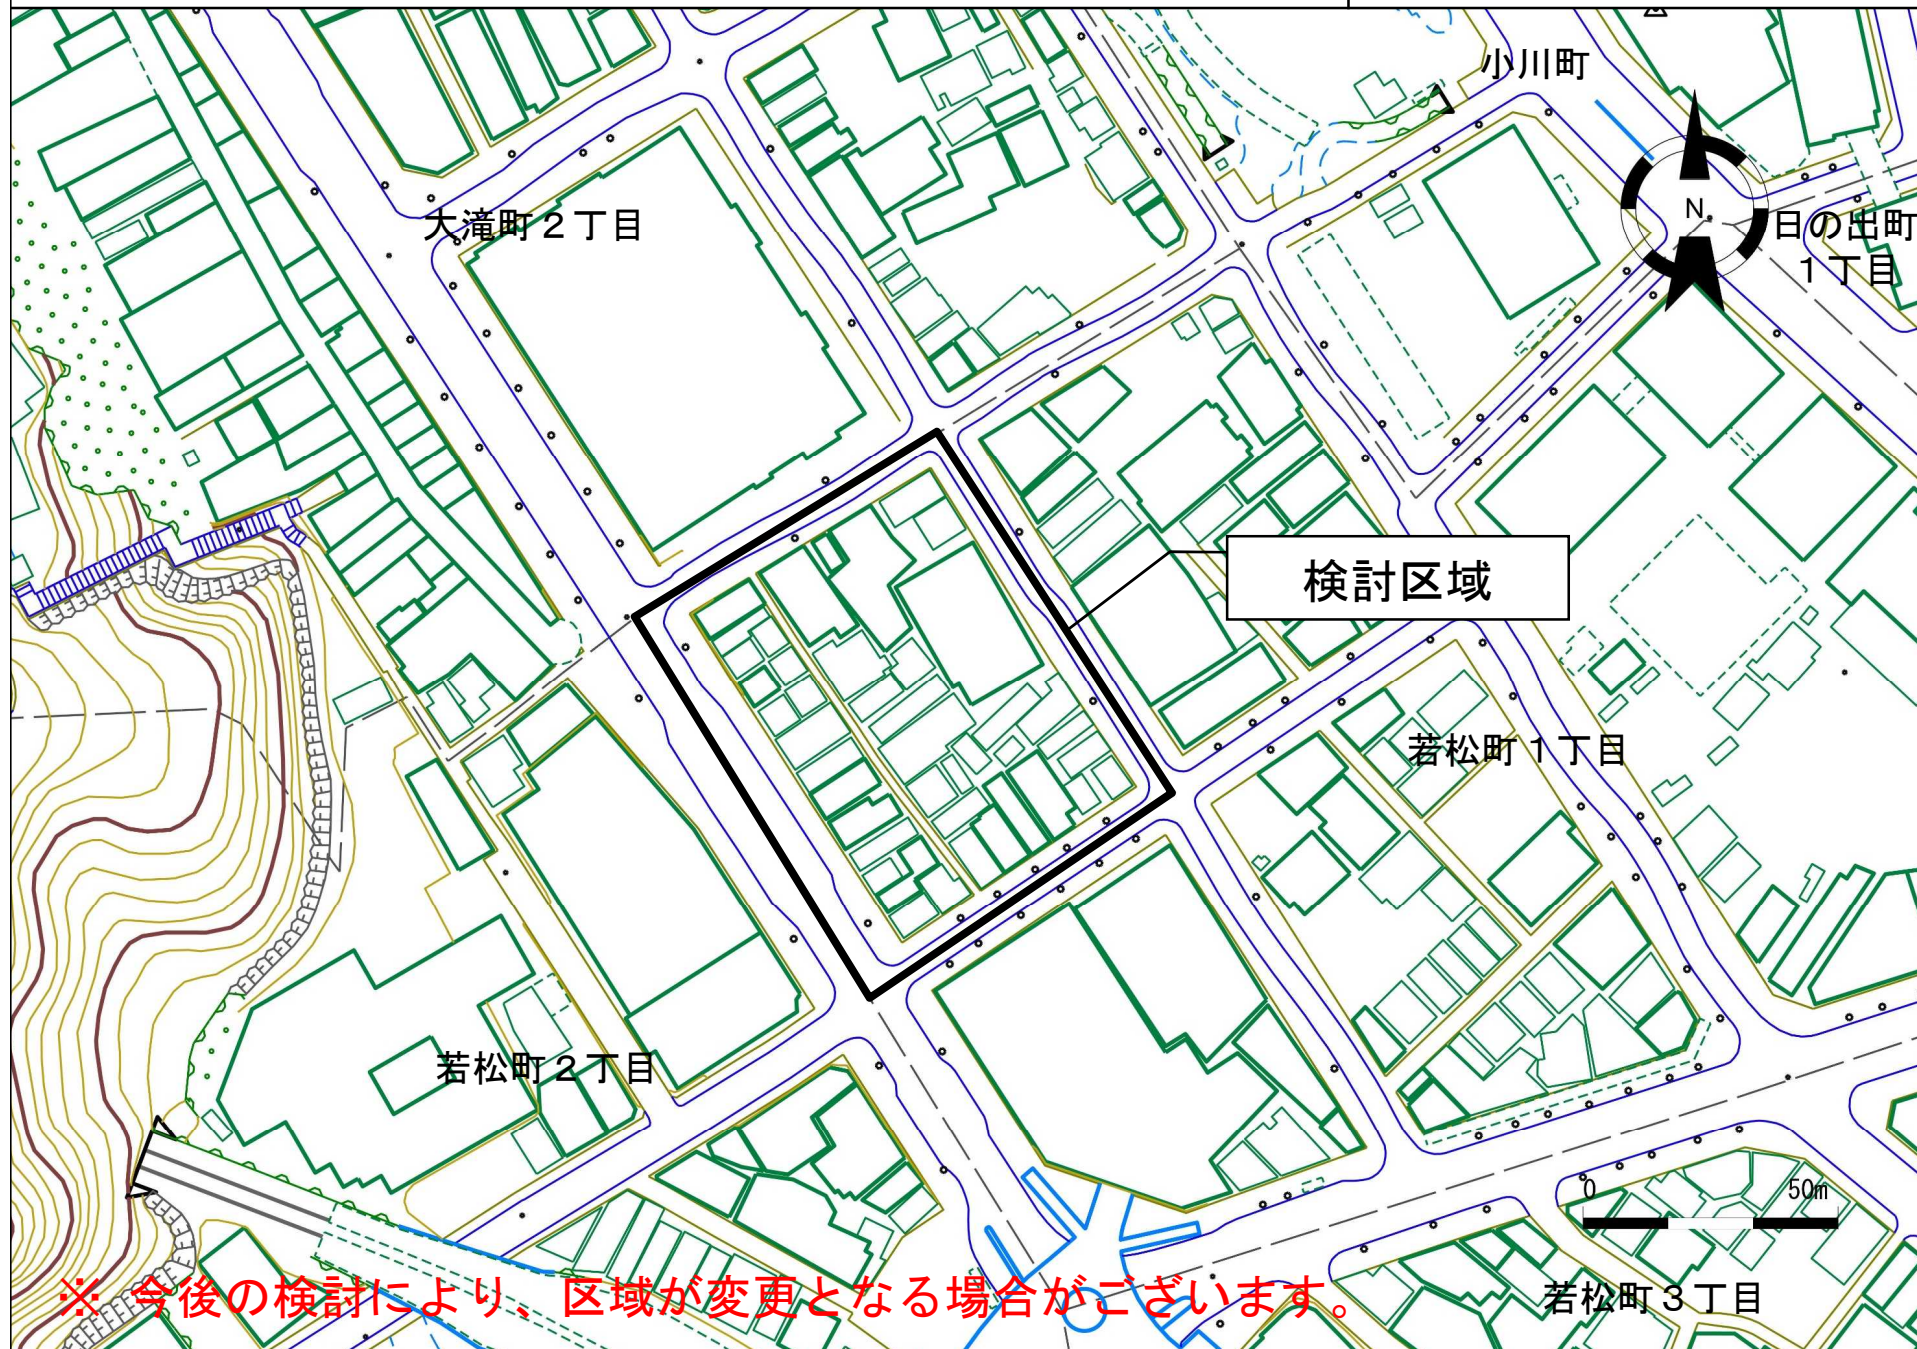 小川町
大滝町２丁目
N
日の出町
１丁目
検討区域
若松町１丁目
若松町２丁目
0 50m
※ 今後の検討により、区域が変更となる場合がございます。
若松町３丁目